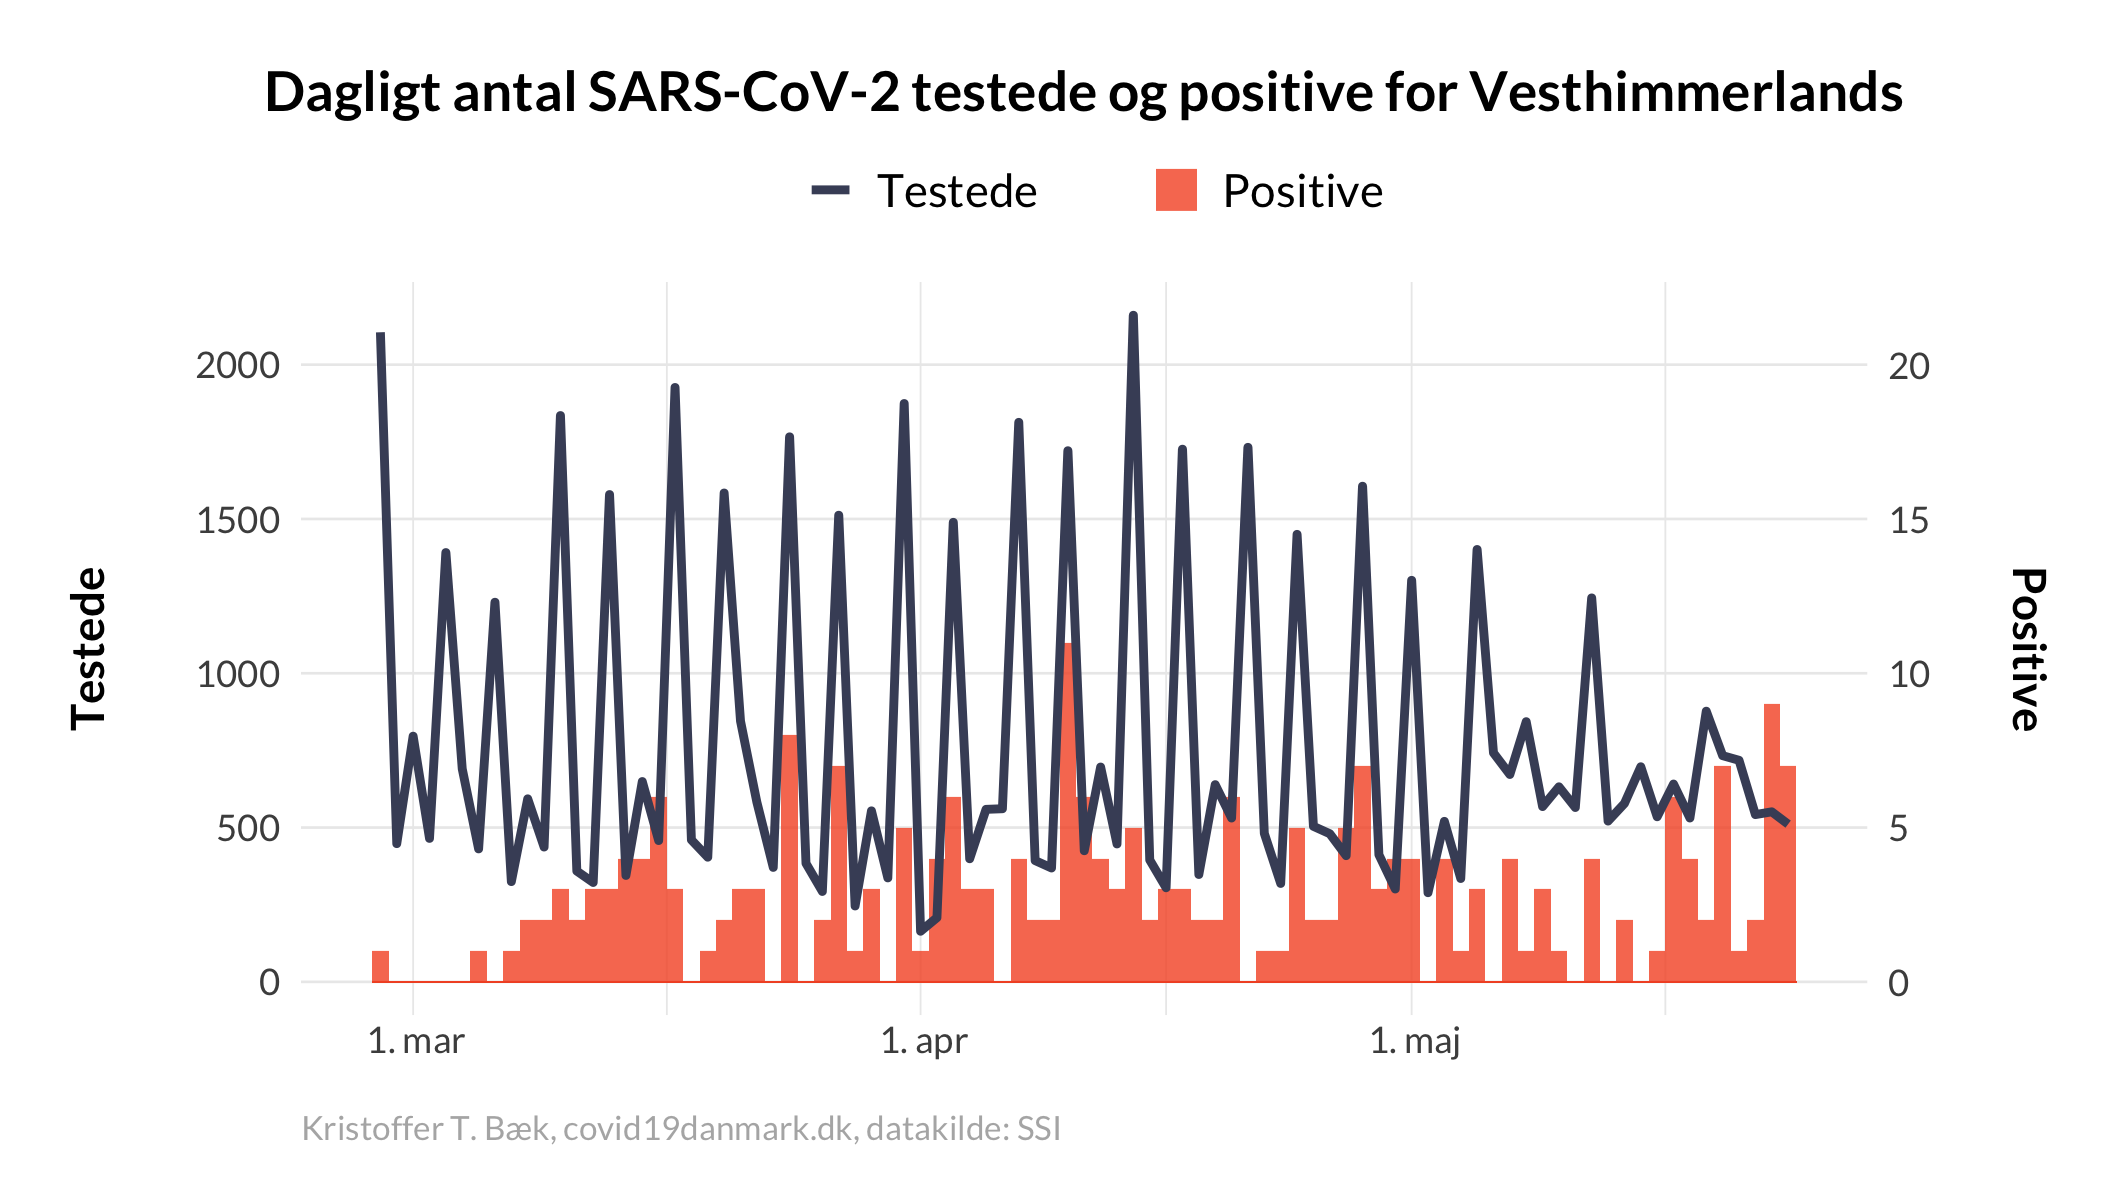 Dagligt antal SARS-CoV-2 testede og positive for Vesthimmerlands
Testede
Positive
2000
1500
1000
500
0
20
15
10
5
0
Testede
Positive
1. mar
1. apr
1. maj
Kristoffer T. Bæk, covid19danmark.dk, datakilde: SSI